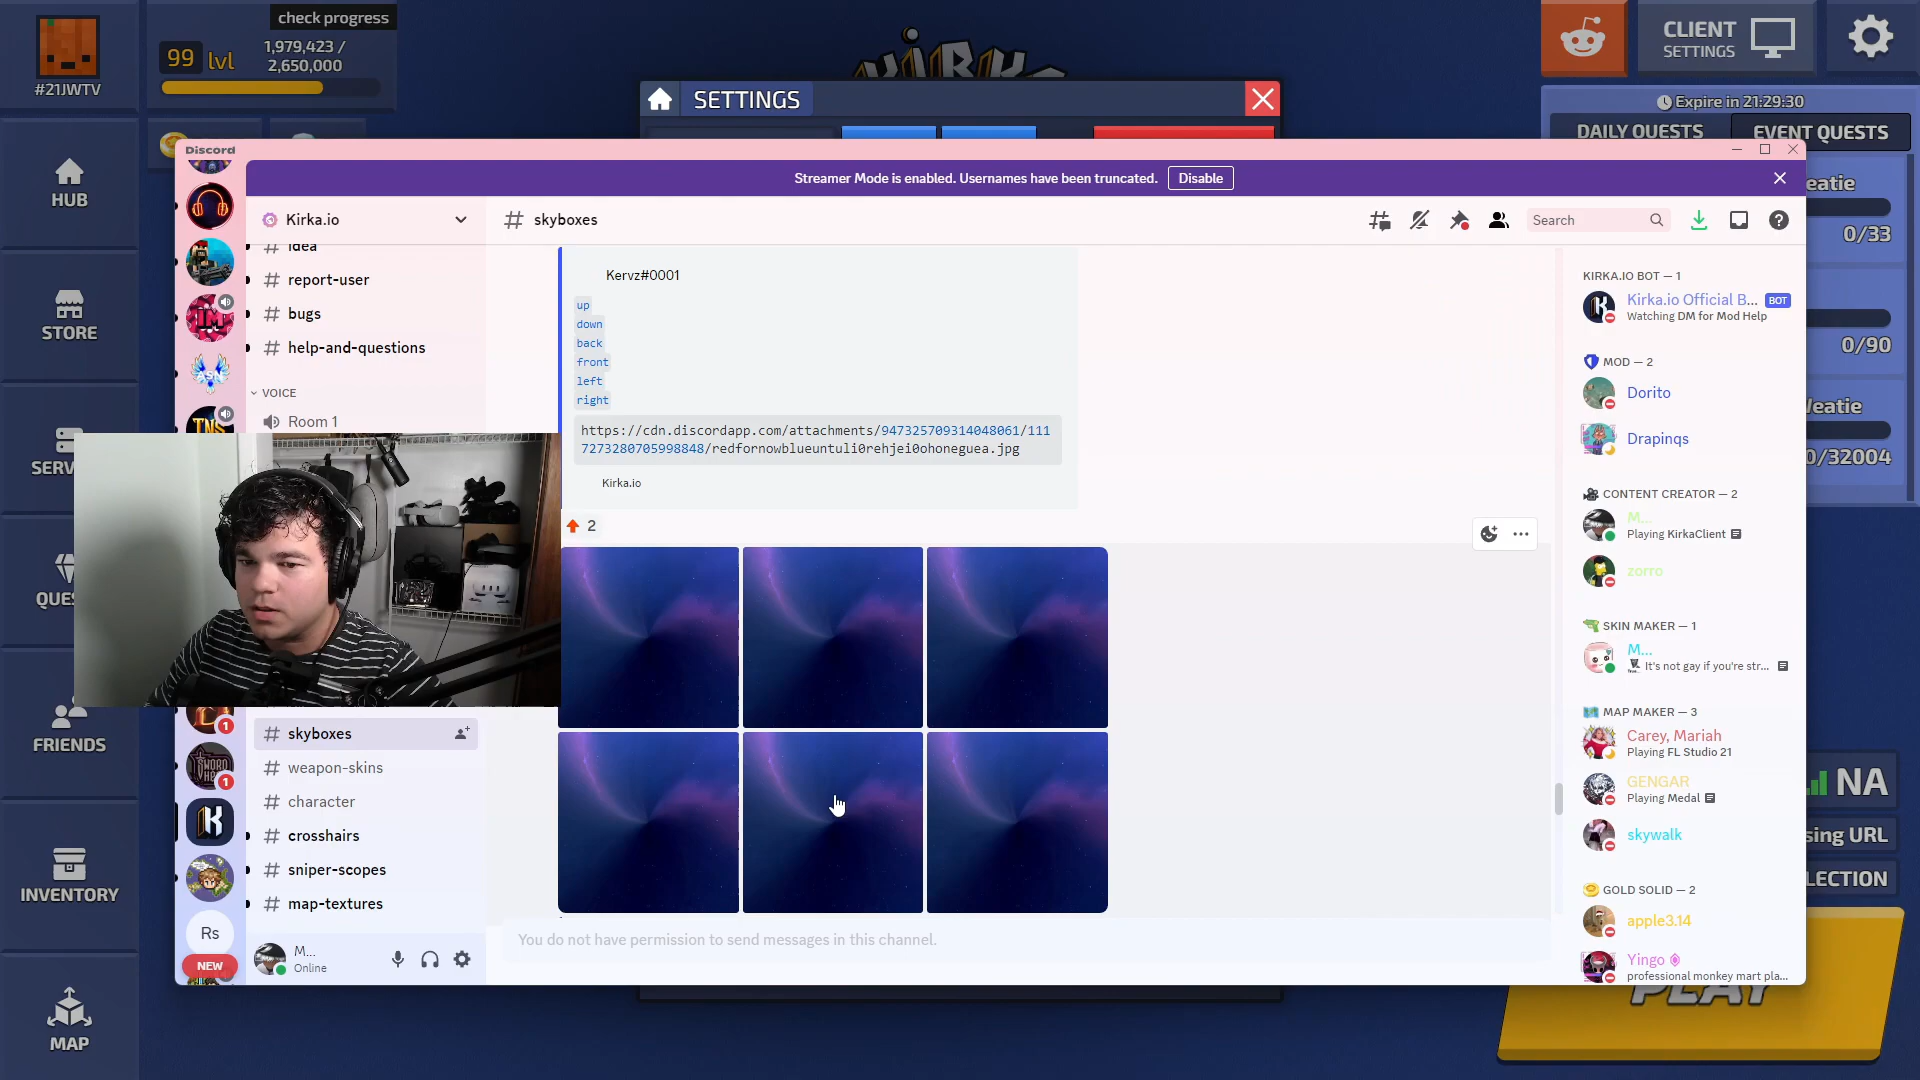 check progress
99 lvl
1,979,423 /
2,650,000
#21JWTV
CLIENT
SETTINGS
SETTINGS
Expire in 21:29:30
DAILY QUESTS
EVENT QUESTS
HUB
STORE
FRIENDS
INVENTORY
MAP
Discord
Streamer Mode is enabled. Usernames have been truncated.
Disable
Kirka.io
# skyboxes
Search
# idea
# report-user
# bugs
# help-and-questions
VOICE
Room 1
# skyboxes
# weapon-skins
# character
# crosshairs
# sniper-scopes
# map-textures
IM
ASN
TNS
1
1
K
Rs
NEW
M...
Online
Kervz#0001
up
down
back
front
left
right
https://cdn.discordapp.com/attachments/947325709314048061/111
7273280705998848/redfornowblueuntuli0rehjei0ohoneguea.jpg
Kirka.io
2
You do not have permission to send messages in this channel.
KIRKA.IO BOT — 1
Kirka.io Official B... BOT
Watching DM for Mod Help
MOD — 2
Dorito
Drapinqs
CONTENT CREATOR — 2
M...
Playing KirkaClient
zorro
SKIN MAKER — 1
M...
It's not gay if you're str...
MAP MAKER — 3
Carey, Mariah
Playing FL Studio 21
GENGAR
Playing Medal
skywalk
GOLD SOLID — 2
apple3.14
Yingo
professional monkey mart pla...
eatie
0/33
0/90
0/32004
NA
sing URL
LECTION
PLAY